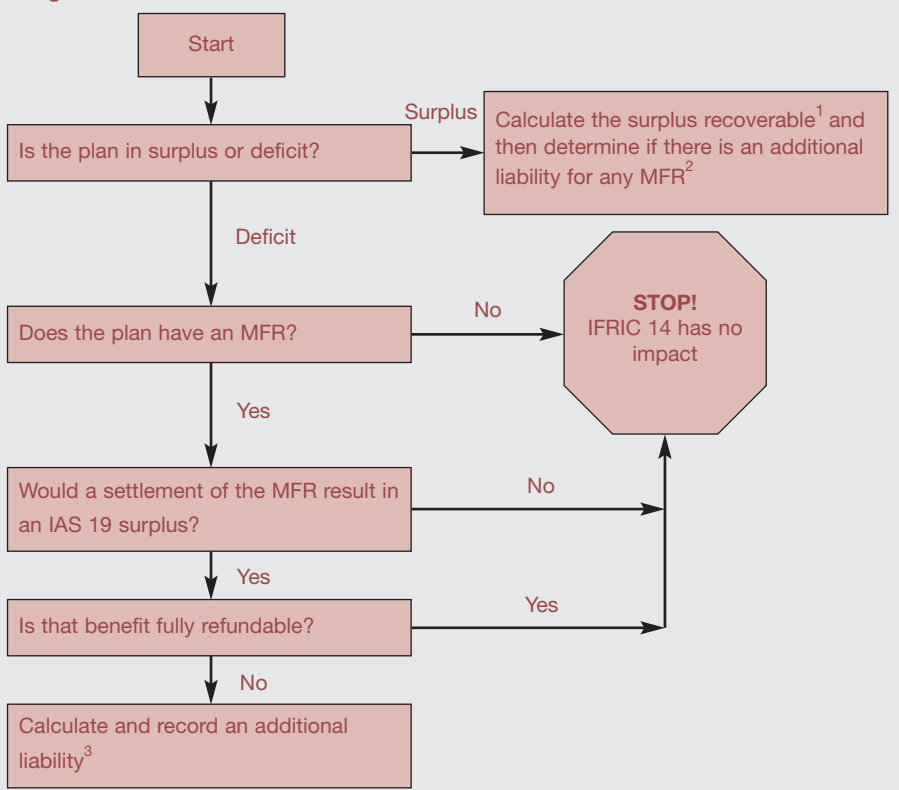 Start
Surplus
Is the plan in surplus or deficit?
Calculate the surplus recoverable¹ and
then determine if there is an additional
liability for any MFR²
Deficit
Does the plan have an MFR?
No
STOP!
IFRIC 14 has no
impact
Yes
Would a settlement of the MFR result in
an IAS 19 surplus?
No
Yes
Is that benefit fully refundable?
Yes
No
Calculate and record an additional
liability³